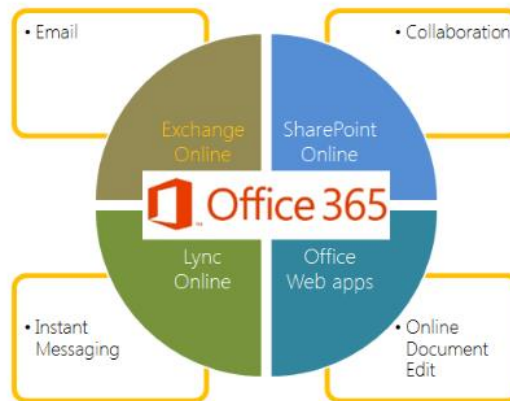 • Email
• Collaboration
Exchange
Online
SharePoint
Online
Office 365
Lync
Online
Office
Web apps
• Instant
Messaging
• Online
Document
Edit